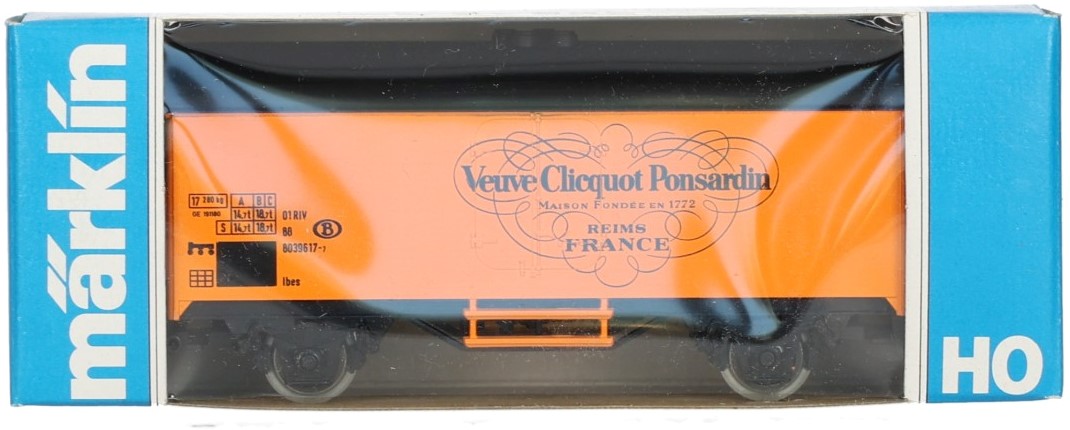 märklín
Veuve Clicquot Ponsardin
MAISON FONDÉE EN 1772
REIMS
FRANCE
17 280 kg A B C
14,t 18,t
S 14,t 18,t
01 RIV
88 B
8039617-7
Ibes
HO